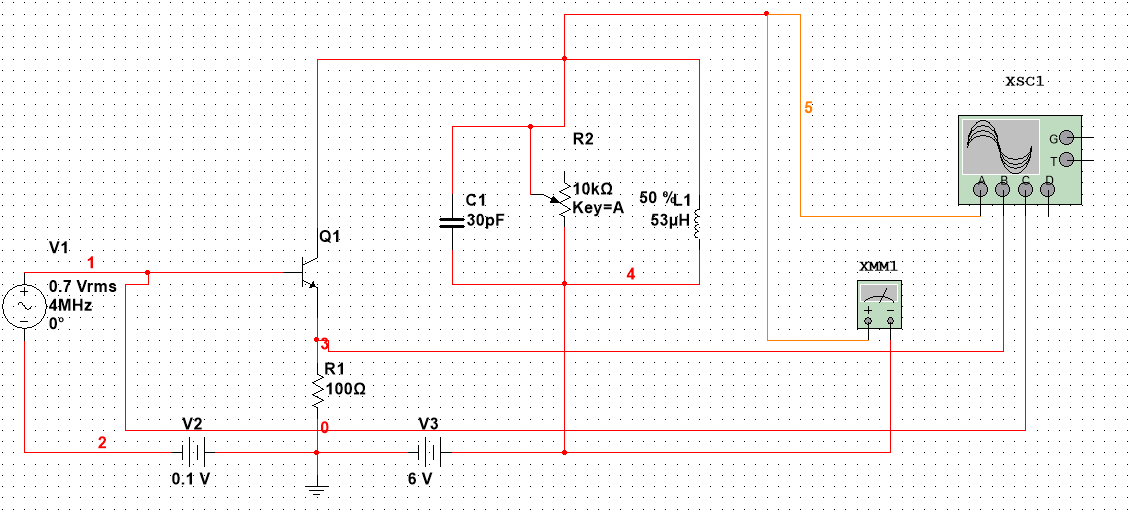 XSC1
5
G
T
A B C D
R2
10kΩ
Key=A
50 %
L1
53µH
C1
30pF
Q1
V1
1
0.7 Vrms
4MHz
0°
4
XMM1
3
R1
100Ω
0
V2
0.1 V
V3
6 V
2